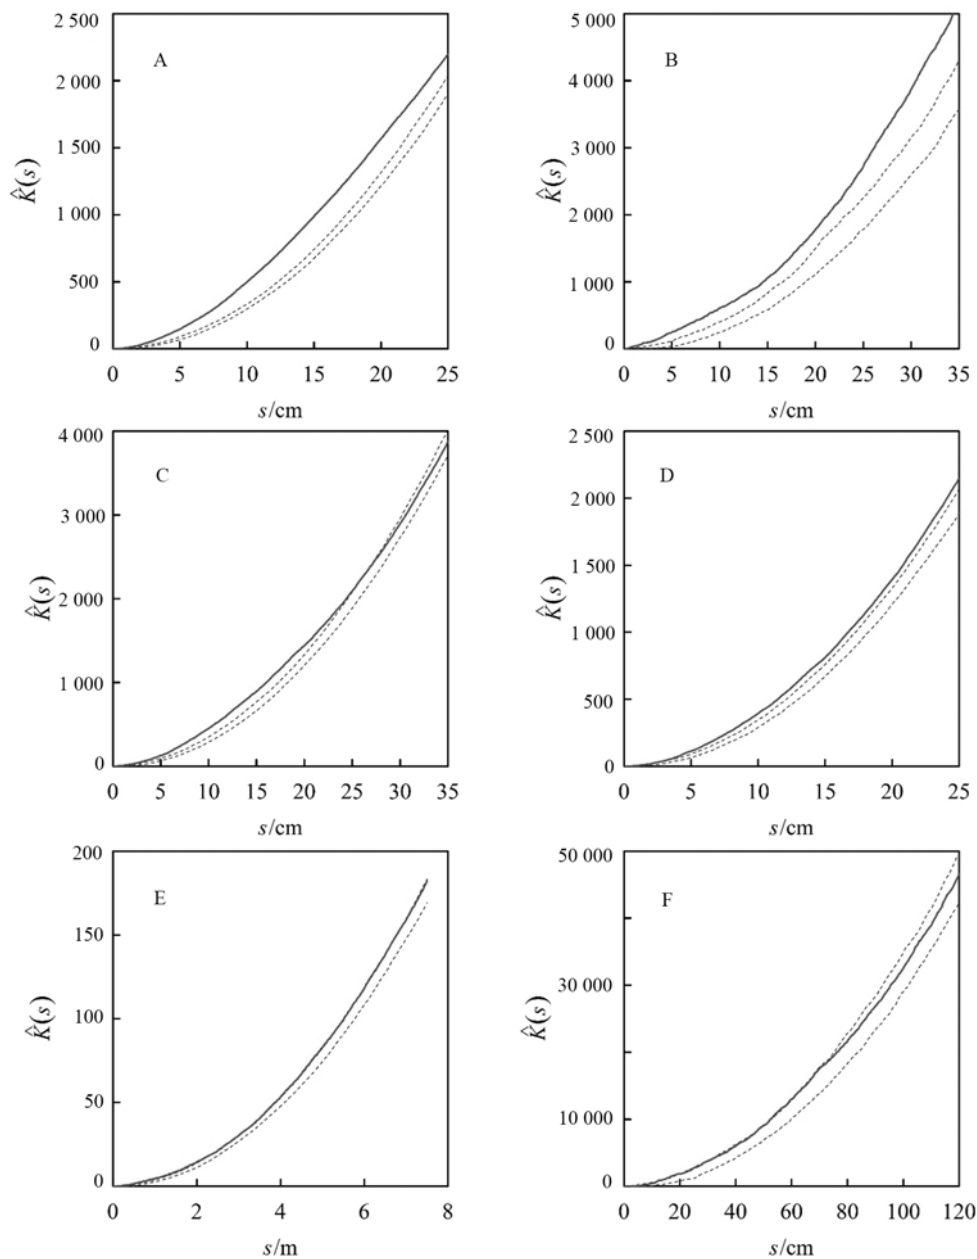 2 500
2 000
1 500
1 000
500
0
A
K̂(s)
0 5 10 15 20 25
s/cm
5 000
4 000
3 000
2 000
1 000
0
B
K̂(s)
0 5 10 15 20 25 30 35
s/cm
4 000
3 000
2 000
1 000
0
C
K̂(s)
0 5 10 15 20 25 30 35
s/cm
2 500
2 000
1 500
1 000
500
0
D
K̂(s)
0 5 10 15 20 25
s/cm
200
150
100
50
0
E
K̂(s)
0 2 4 6 8
s/m
50 000
30 000
10 000
0
F
K̂(s)
0 20 40 60 80 100 120
s/cm